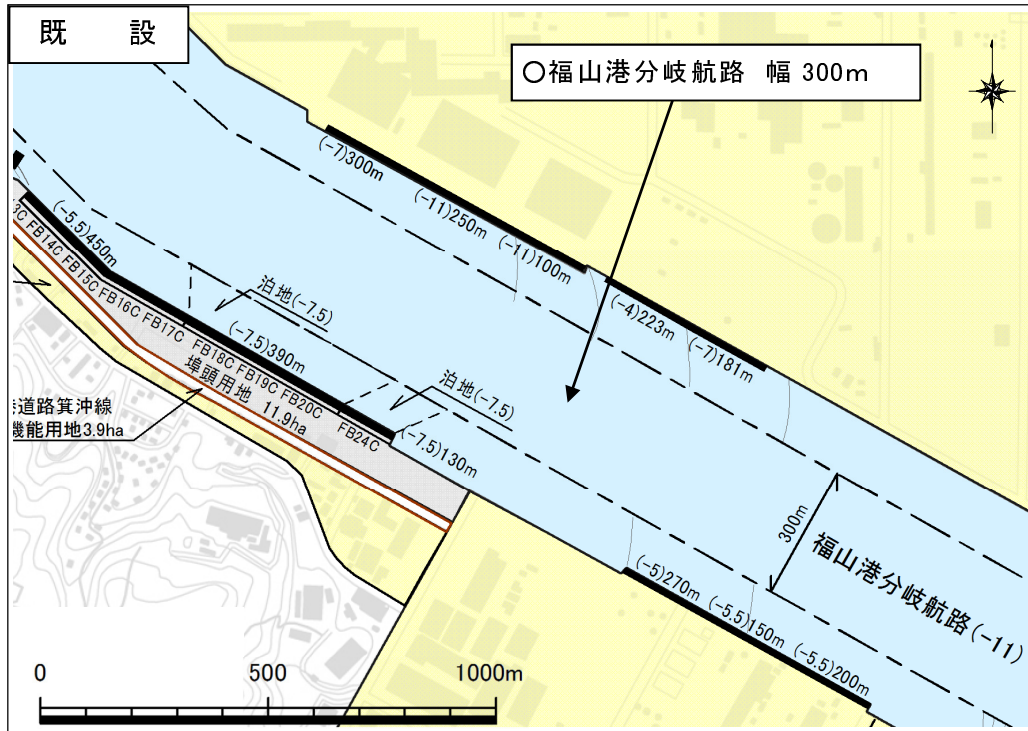 既 設
○福山港分岐航路 幅 300m
(-7)300m
(-11)250m
(-11)100m
(-4)223m
(-7)181m
(-5.5)450m
3C FB14C FB15C FB16C FB17C FB18C FB19C FB20C FB24C
泊地(-7.5)
(-7.5)390m
埠頭用地 11.9ha
泊地(-7.5)
(-7.5)130m
道路箕沖線
機能用地3.9ha
300m
福山港分岐航路(-11)
(-5)270m
(-5.5)150m
(-5.5)200m
0 500 1000m